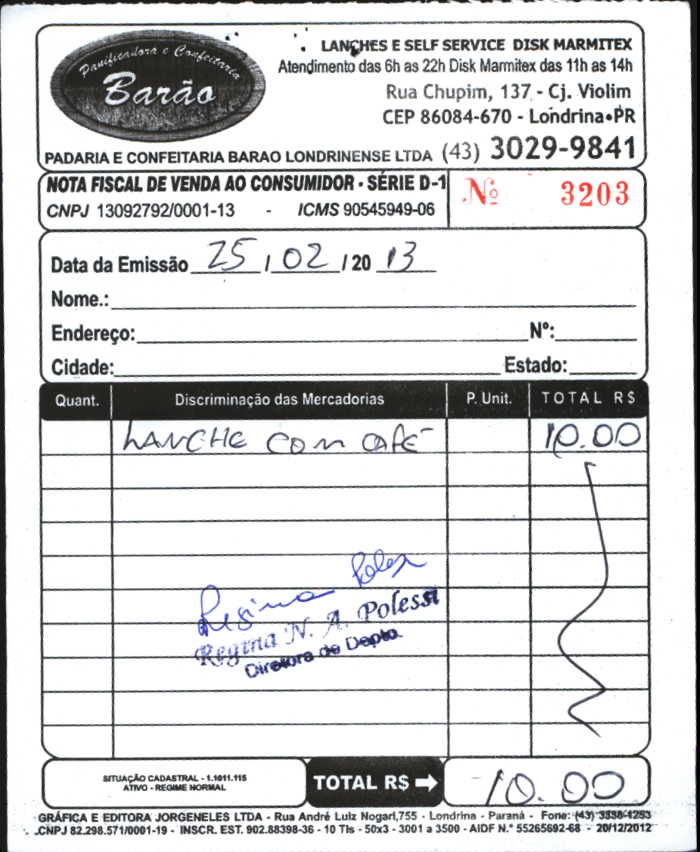 Panificadora e Confeitaria
Barão
LANCHES E SELF SERVICE DISK MARMITEX
Atendimento das 6h as 22h Disk Marmitex das 11h as 14h
Rua Chupim, 137 - Cj. Violim
CEP 86084-670 - Londrina•PR
PADARIA E CONFEITARIA BARAO LONDRINENSE LTDA (43) 3029-9841
NOTA FISCAL DE VENDA AO CONSUMIDOR - SÉRIE D-1
Nº 3203
CNPJ 13092792/0001-13 - ICMS 90545949-06
Data da Emissão 25 / 02 / 20 13
Nome.:
Endereço: Nº:
Cidade: Estado:
Quant. Discriminação das Mercadorias P. Unit. TOTAL R$
LANCHE COM CAFÉ 10.00
Regina Poless
Regina N. A. Polessi
Diretora de Depto.
SITUAÇÃO CADASTRAL - 1.1011.115
ATIVO - REGIME NORMAL
TOTAL R$ 10.00
GRÁFICA E EDITORA JORGENELES LTDA - Rua André Luiz Nogari,755 - Londrina - Paraná - Fone: (43) 3338-1253
CNPJ 82.298.571/0001-19 - INSCR. EST. 902.88398-36 - 10 Tls - 50x3 - 3001 a 3500 - AIDF N.º 55265692-68 - 20/12/2012